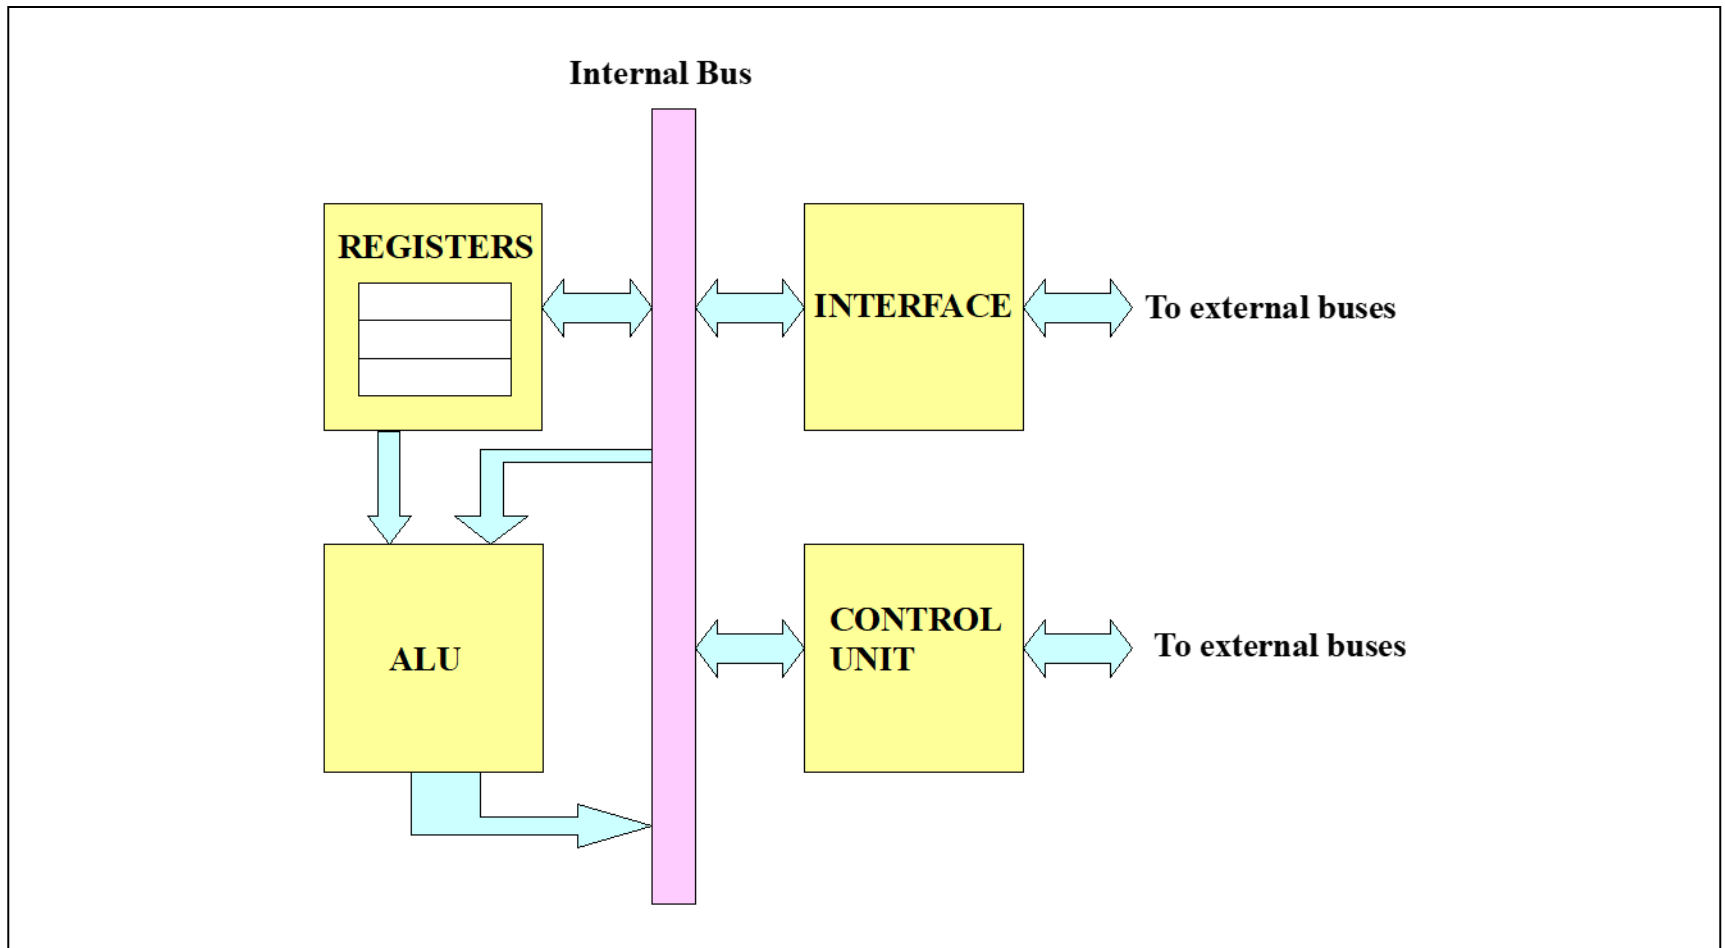 Internal Bus
REGISTERS
INTERFACE
To external buses
ALU
CONTROL
UNIT
To external buses